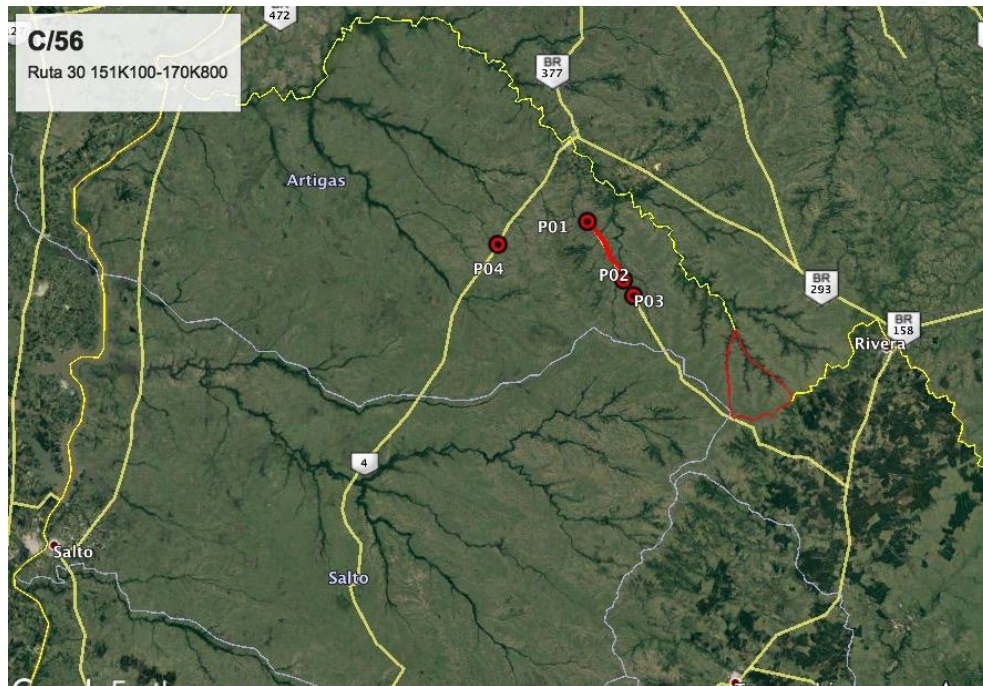 C/56
Ruta 30 151K100-170K800
BR
472
BR
377
Artigas
P01
P04
P02
P03
BR
293
BR
158
Rivera
4
Salto
Salto